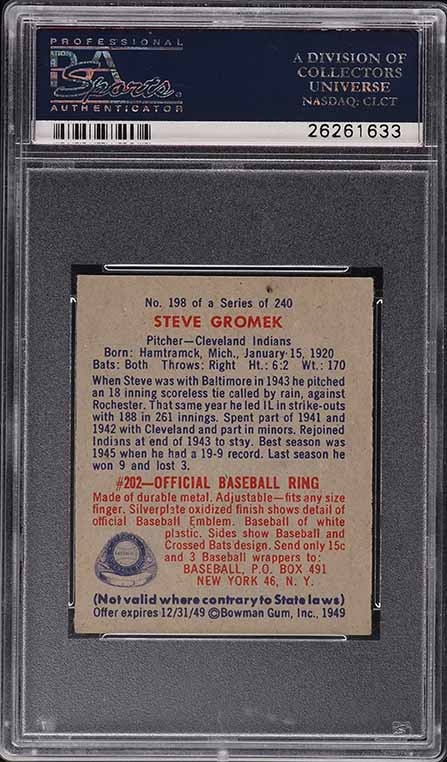 PROFESSIONAL
PSA
Sports
AUTHENTICATOR
A DIVISION OF
COLLECTORS
UNIVERSE
NASDAQ: CLCT
26261633
No. 198 of a Series of 240
STEVE GROMEK
Pitcher—Cleveland Indians
Born: Hamtramck, Mich., January 15, 1920
Bats: Both Throws: Right Ht.: 6:2 Wt.: 170
When Steve was with Baltimore in 1943 he pitched
an 18 inning scoreless tie called by rain, against
Rochester. That same year he led IL in strike-outs
with 188 in 261 innings. Spent part of 1941 and
1942 with Cleveland and part in minors. Rejoined
Indians at end of 1943 to stay. Best season was
1945 when he had a 19-9 record. Last season he
won 9 and lost 3.
#202—OFFICIAL BASEBALL RING
Made of durable metal. Adjustable—fits any size
finger. Silverplate oxidized finish shows detail of
official Baseball Emblem. Baseball of white
plastic. Sides show Baseball and
Crossed Bats design. Send only 15c
and 3 Baseball wrappers to:
BASEBALL, P.O. BOX 491
NEW YORK 46, N. Y.
(Not valid where contrary to State laws)
Offer expires 12/31/49 ©Bowman Gum, Inc., 1949